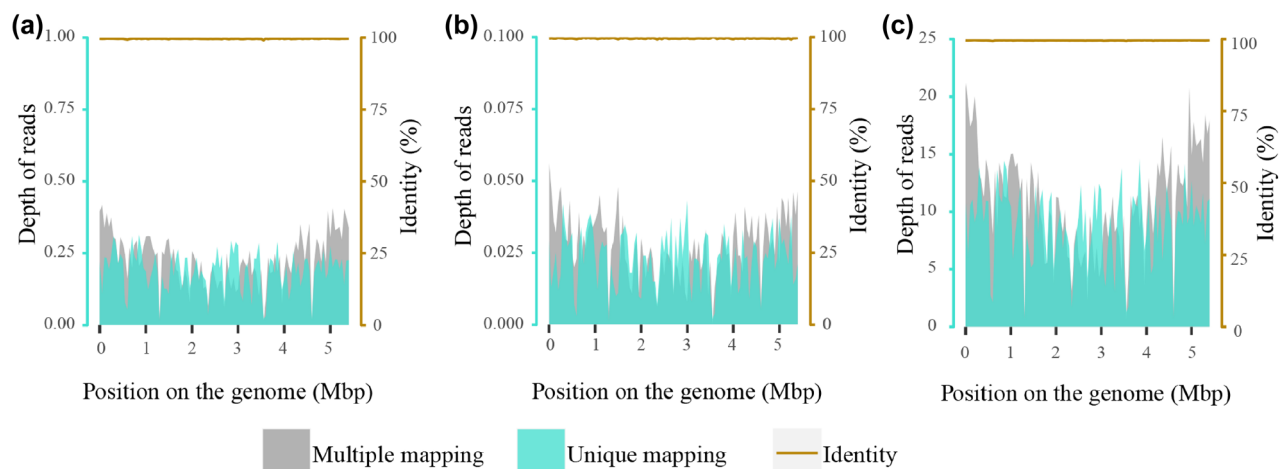 (a)
1.00
0.75
0.50
0.25
0.00
Depth of reads
100
75
50
25
0
Identity (%)
0 1 2 3 4 5
Position on the genome (Mbp)
(b)
0.100
0.075
0.050
0.025
0.000
Depth of reads
100
75
50
25
0
Identity (%)
0 1 2 3 4 5
Position on the genome (Mbp)
(c)
25
20
15
10
5
0
Depth of reads
100
75
50
25
0
Identity (%)
0 1 2 3 4 5
Position on the genome (Mbp)
Multiple mapping Unique mapping Identity